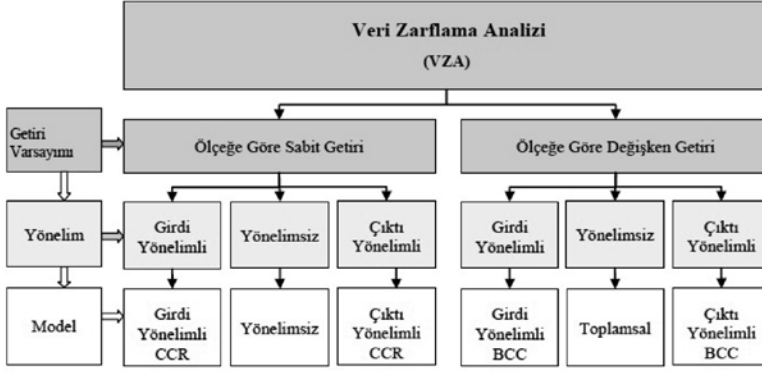 Veri Zarflama Analizi
(VZA)
Getiri
Varsayımı
Ölçeğe Göre Sabit Getiri
Ölçeğe Göre Değişken Getiri
Yönelim
Girdi
Yönelimli
Yönelimsiz
Çıktı
Yönelimli
Girdi
Yönelimli
Yönelimsiz
Çıktı
Yönelimli
Model
Girdi
Yönelimli
CCR
Yönelimsiz
Çıktı
Yönelimli
CCR
Girdi
Yönelimli
BCC
Toplamsal
Çıktı
Yönelimli
BCC